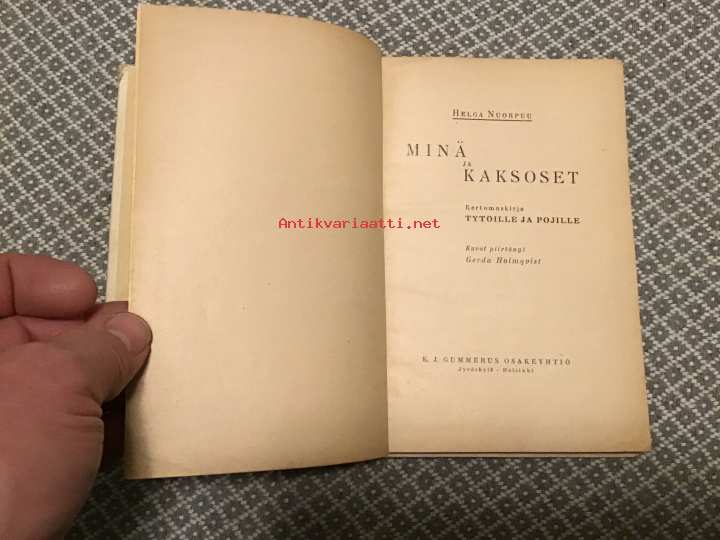 HELGA NUORPUU
MINÄ
JA
KAKSOSET
Kertomuskirja
TYTÖILLE JA POJILLE
Kuvat piirtänyt
Gerda Holmqvist
K. J. GUMMERUS OSAKEYHTIÖ
Jyväskylä - Helsinki
Antikvariaatti.net